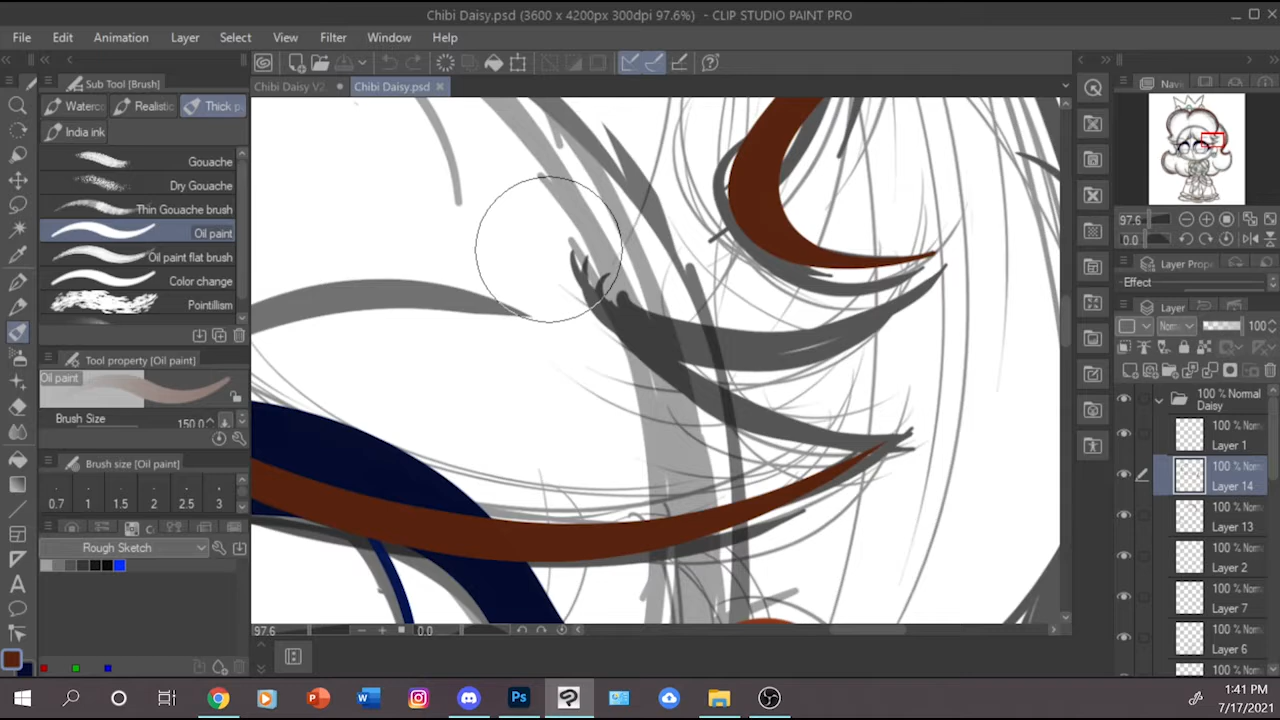 Chibi Daisy.psd (3600 x 4200px 300dpi 97.6%) - CLIP STUDIO PAINT PRO
File Edit Animation Layer Select View Filter Window Help
Sub Tool [Brush]
Chibi Daisy V2 Chibi Daisy.psd
Nav
Waterco Realistic Thick p
India ink
Gouache
Dry Gouache
Thin Gouache brush
Oil paint
Oil paint flat brush
Color change
Pointillism
Tool property [Oil paint]
Oil paint
Brush Size 150.0
Brush size [Oil paint]
0.7 1 1.5 2 2.5 3
Rough Sketch
97.6 0.0
97.6
0.0
Layer Prope
Effect
Layer
Norm 100
100 % Normal
Daisy
100 % Norm
Layer 1
100 % Norm
Layer 14
100 % Norm
Layer 13
100 % Norm
Layer 2
100 % Norm
Layer 7
100 % Norm
Layer 6
100 % Norm
1:41 PM
7/17/2021